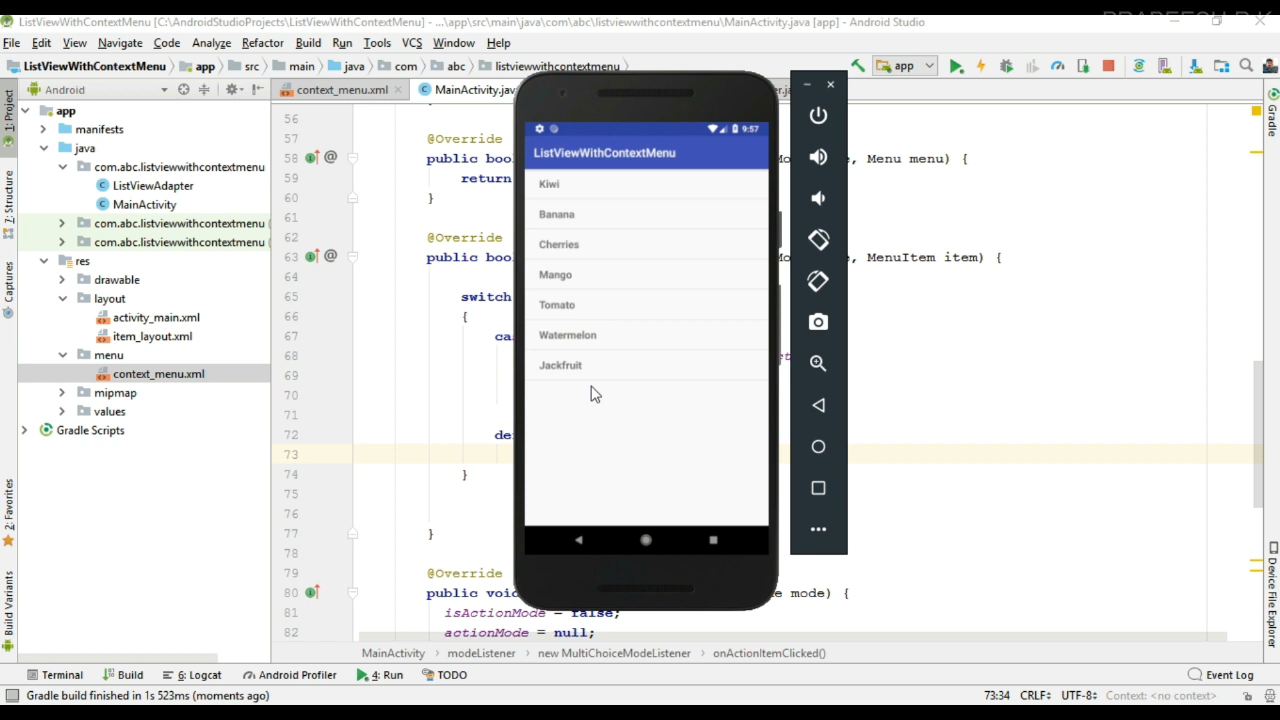 ListViewWithContextMenu [C:\AndroidStudioProjects\ListViewWithContextMenu] - ...\app\src\main\java\com\abc\listviewwithcontextmenu\MainActivity.java [app] - Android Studio
File Edit View Navigate Code Analyze Refactor Build Run Tools VCS Window Help
ListViewWithContextMenu app src main java com abc listviewwithcontextmenu app
Android context_menu.xml MainActivity.jav
1: Project
7: Structure
Captures
2: Favorites
Build Variants
app
manifests
java
com.abc.listviewwithcontextmenu
ListViewAdapter
MainActivity
com.abc.listviewwithcontextmenu (
com.abc.listviewwithcontextmenu (
res
drawable
layout
activity_main.xml
item_layout.xml
menu
context_menu.xml
mipmap
values
Gradle Scripts
56
57 @Override
58 public boo , Menu menu) {
59 return
60 }
61
62 @Override
63 public boo , MenuItem item) {
64
65 switch
66 {
67 ca
68
69
70
71
72 de
73
74 }
75
76
77 }
78
79 @Override
80 public voi e mode) {
81 isActionMode = false;
82 actionMode = null;
9:57
ListViewWithContextMenu
Kiwi
Banana
Cherries
Mango
Tomato
Watermelon
Jackfruit
Gradle
Device File Explorer
MainActivity modeListener new MultiChoiceModeListener onActionItemClicked()
Terminal Build 6: Logcat Android Profiler 4: Run TODO Event Log
Gradle build finished in 1s 523ms (moments ago) 73:34 CRLF UTF-8 Context: <no context>